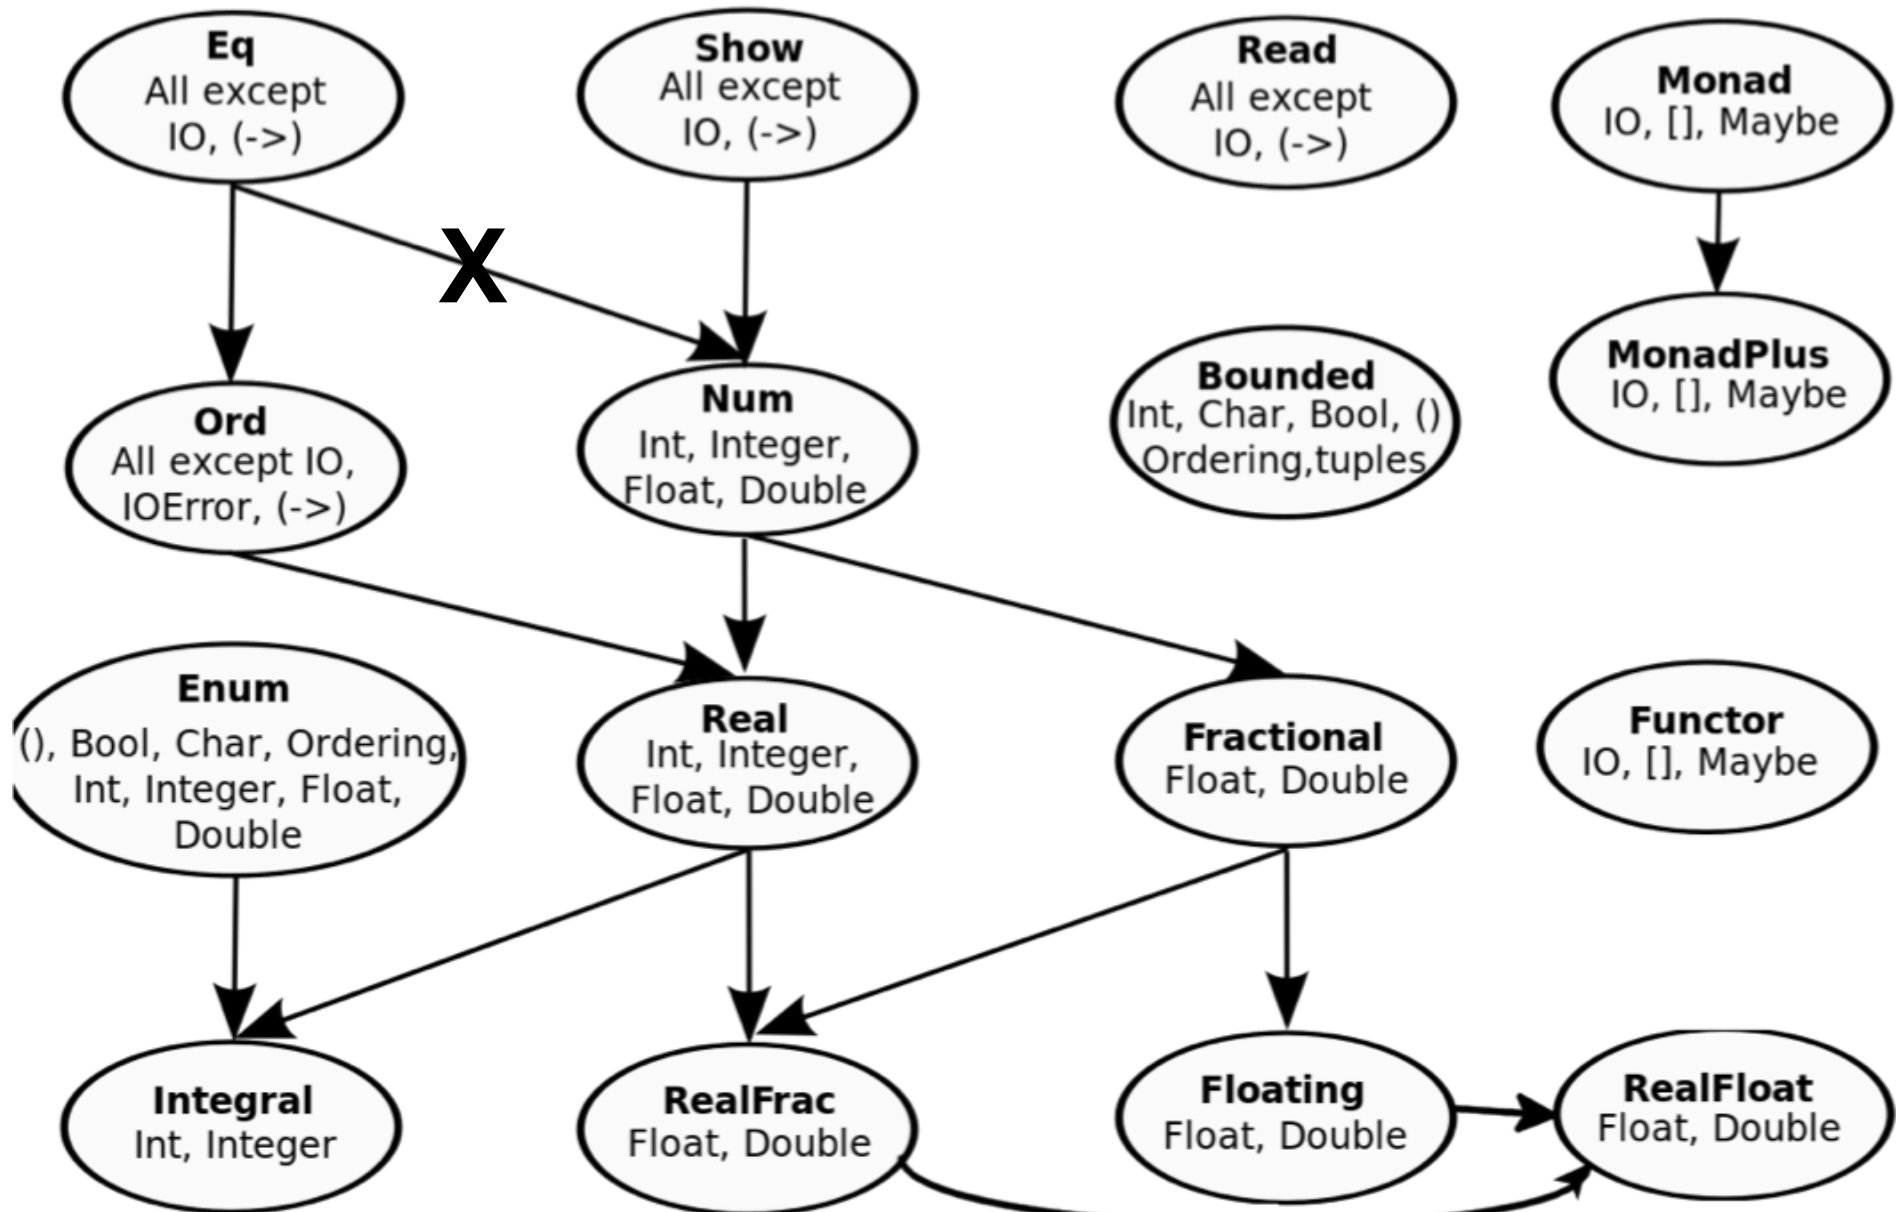 Eq
All except
IO, (->)
Show
All except
IO, (->)
Read
All except
IO, (->)
Monad
IO, [], Maybe
X
Ord
All except IO,
IOError, (->)
Num
Int, Integer,
Float, Double
Bounded
Int, Char, Bool, ()
Ordering,tuples
MonadPlus
IO, [], Maybe
Enum
(), Bool, Char, Ordering,
Int, Integer, Float,
Double
Real
Int, Integer,
Float, Double
Fractional
Float, Double
Functor
IO, [], Maybe
Integral
Int, Integer
RealFrac
Float, Double
Floating
Float, Double
RealFloat
Float, Double